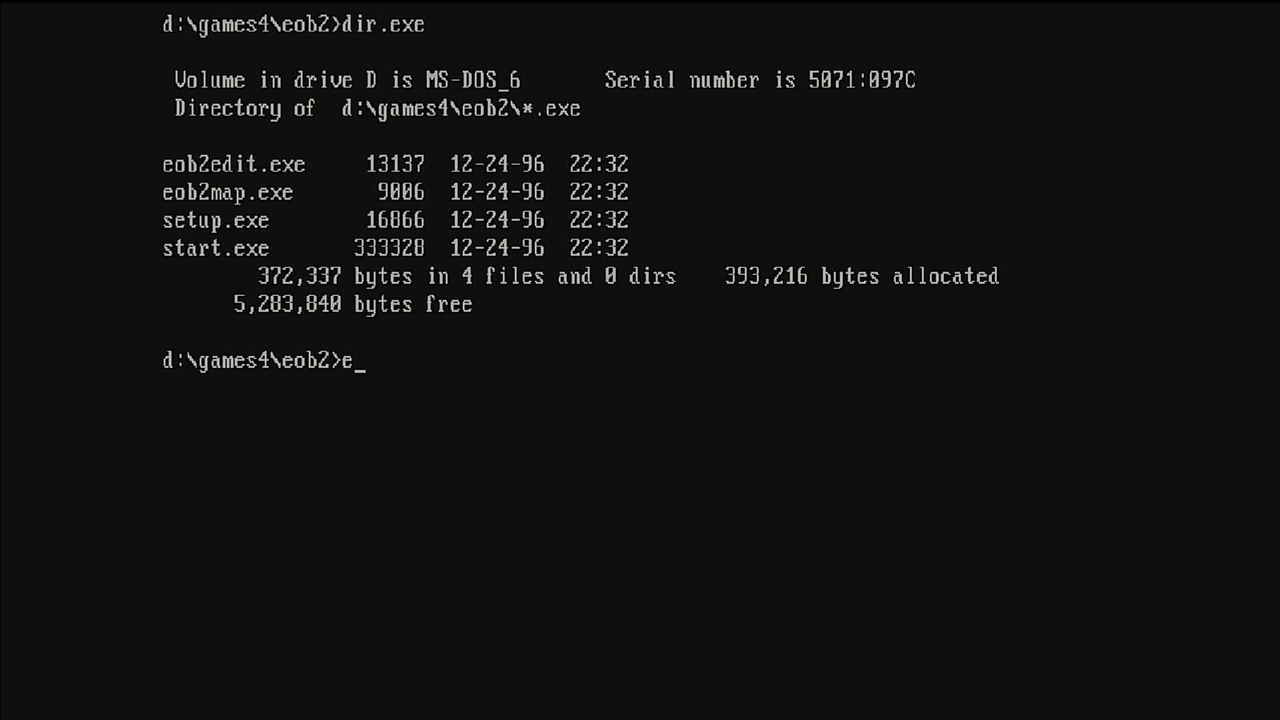 d:\games4\eob2>dir.exe
Volume in drive D is MS-DOS_6 Serial number is 5071:097C
Directory of d:\games4\eob2\*.exe
eob2edit.exe 13137 12-24-96 22:32
eob2map.exe 9006 12-24-96 22:32
setup.exe 16866 12-24-96 22:32
start.exe 333328 12-24-96 22:32
372,337 bytes in 4 files and 0 dirs 393,216 bytes allocated
5,283,840 bytes free
d:\games4\eob2>e_